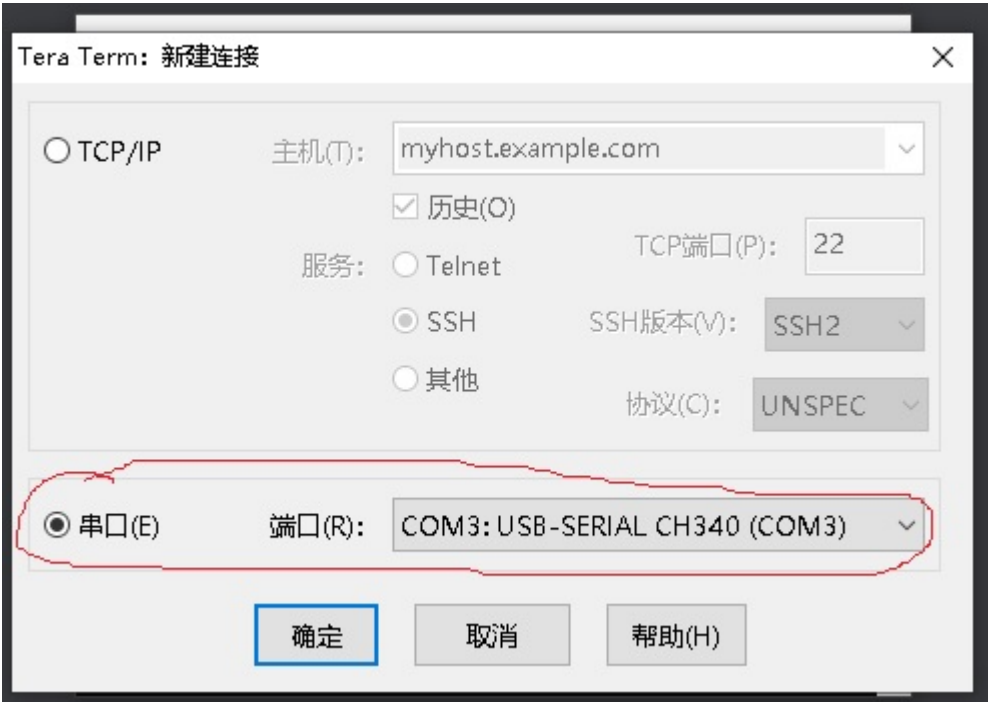 Tera Term: 新建连接
TCP/IP 主机(T): myhost.example.com
历史(O)
服务: Telnet TCP端口(P): 22
SSH SSH版本(V): SSH2
其他 协议(C): UNSPEC
串口(E) 端口(R): COM3: USB-SERIAL CH340 (COM3)
确定 取消 帮助(H)